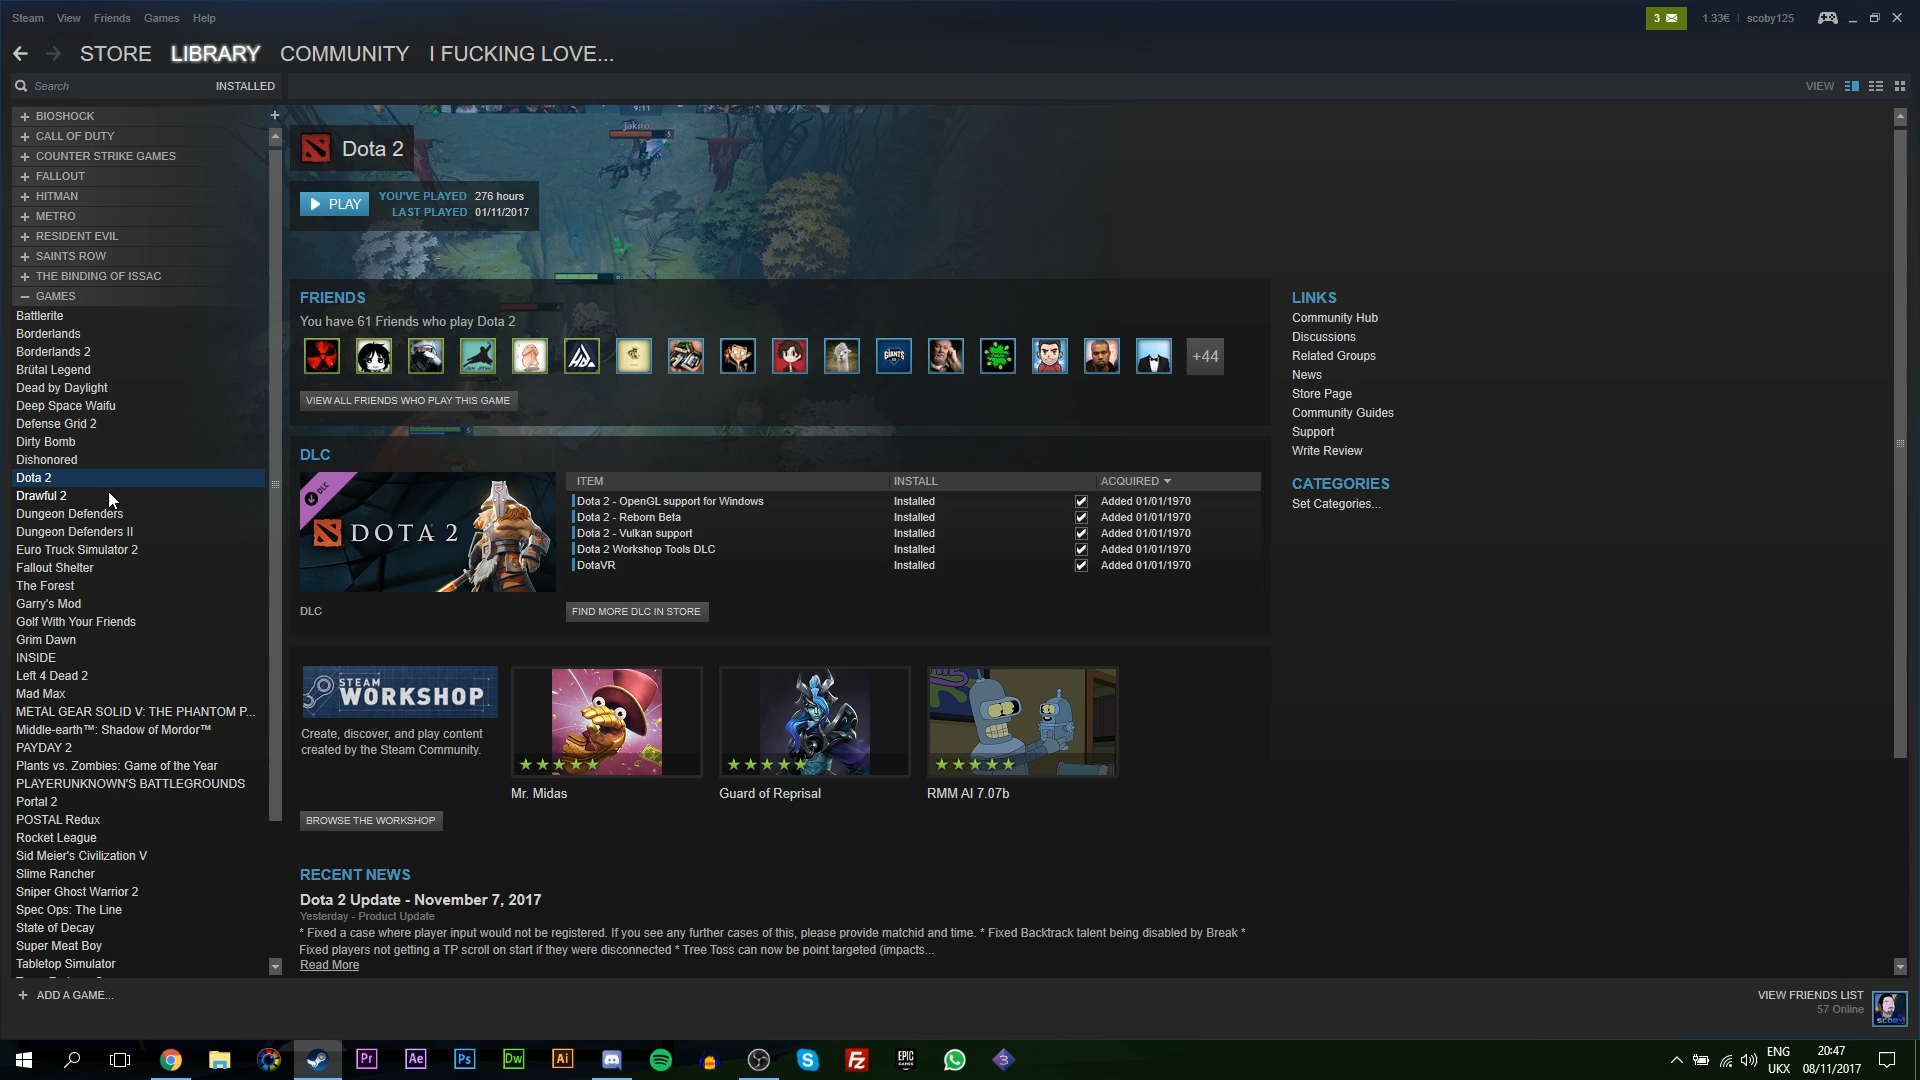 Steam View Friends Games Help
3 1.33€ | scoby125
STORE LIBRARY COMMUNITY I FUCKING LOVE...
Search INSTALLED
VIEW
+ BIOSHOCK +
+ CALL OF DUTY
+ COUNTER STRIKE GAMES
+ FALLOUT
+ HITMAN
+ METRO
+ RESIDENT EVIL
+ SAINTS ROW
+ THE BINDING OF ISSAC
− GAMES
Battlerite
Borderlands
Borderlands 2
Brütal Legend
Dead by Daylight
Deep Space Waifu
Defense Grid 2
Dirty Bomb
Dishonored
Dota 2
Drawful 2
Dungeon Defenders
Dungeon Defenders II
Euro Truck Simulator 2
Fallout Shelter
The Forest
Garry's Mod
Golf With Your Friends
Grim Dawn
INSIDE
Left 4 Dead 2
Mad Max
METAL GEAR SOLID V: THE PHANTOM P...
Middle-earth™: Shadow of Mordor™
PAYDAY 2
Plants vs. Zombies: Game of the Year
PLAYERUNKNOWN'S BATTLEGROUNDS
Portal 2
POSTAL Redux
Rocket League
Sid Meier's Civilization V
Slime Rancher
Sniper Ghost Warrior 2
Spec Ops: The Line
State of Decay
Super Meat Boy
Tabletop Simulator
+ ADD A GAME...
9:11
Jakiro
5
Dota 2
PLAY
YOU'VE PLAYED 276 hours
LAST PLAYED 01/11/2017
FRIENDS
You have 61 Friends who play Dota 2
GIANTS
+44
VIEW ALL FRIENDS WHO PLAY THIS GAME
5
DLC
DLC
DOTA 2
DLC
ITEM INSTALL ACQUIRED
Dota 2 - OpenGL support for Windows Installed Added 01/01/1970
Dota 2 - Reborn Beta Installed Added 01/01/1970
Dota 2 - Vulkan support Installed Added 01/01/1970
Dota 2 Workshop Tools DLC Installed Added 01/01/1970
DotaVR Installed Added 01/01/1970
FIND MORE DLC IN STORE
STEAM
WORKSHOP
Create, discover, and play content
created by the Steam Community.
BROWSE THE WORKSHOP
Mr. Midas
Guard of Reprisal
RMM AI 7.07b
RECENT NEWS
Dota 2 Update - November 7, 2017
Yesterday - Product Update
* Fixed a case where player input would not be registered. If you see any further cases of this, please provide matchid and time. * Fixed Backtrack talent being disabled by Break *
Fixed players not getting a TP scroll on start if they were disconnected * Tree Toss can now be point targeted (impacts...
Read More
LINKS
Community Hub
Discussions
Related Groups
News
Store Page
Community Guides
Support
Write Review
CATEGORIES
Set Categories...
VIEW FRIENDS LIST
57 Online
SCOBY
Pr Ae Ps Dw Ai
S
FZ
EPIC
GAMES
3
ENG
UKX
20:47
08/11/2017